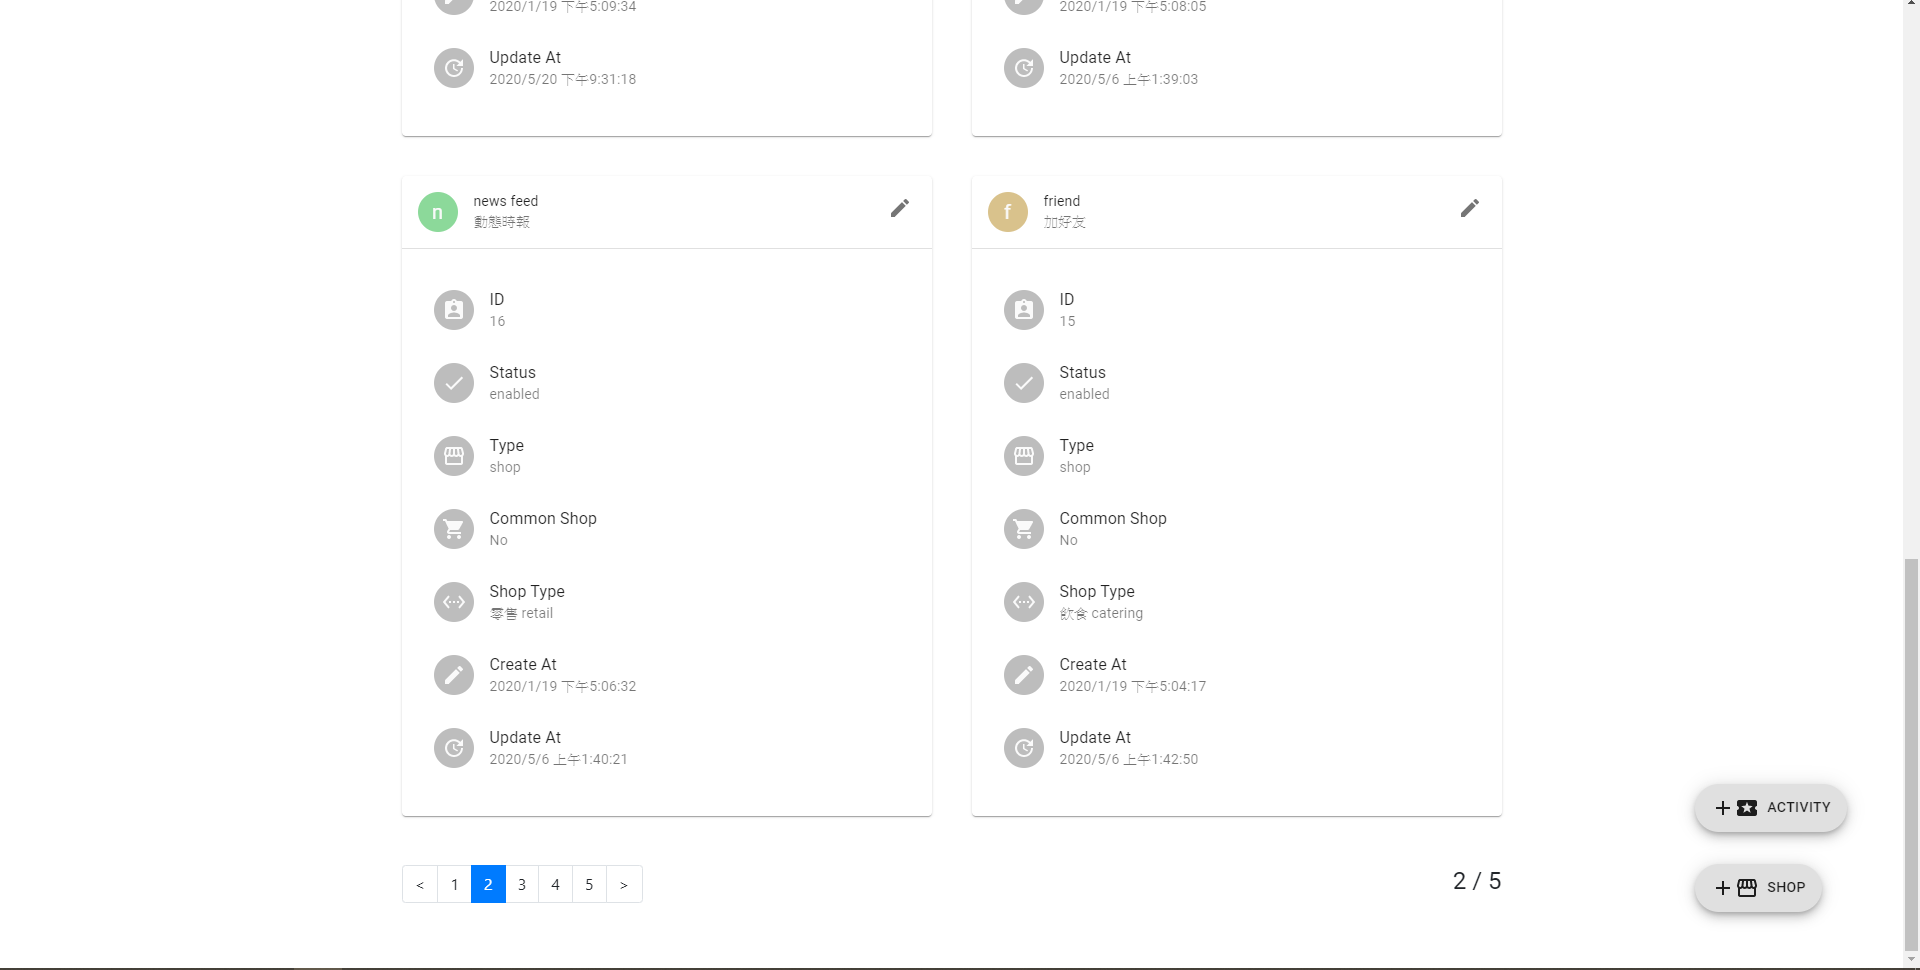 2020/1/19 下午5:09:34
Update At
2020/5/20 下午9:31:18
2020/1/19 下午5:08:05
Update At
2020/5/6 上午1:39:03
n
news feed
動態時報
ID
16
Status
enabled
Type
shop
Common Shop
No
Shop Type
零售 retail
Create At
2020/1/19 下午5:06:32
Update At
2020/5/6 上午1:40:21
f
friend
加好友
ID
15
Status
enabled
Type
shop
Common Shop
No
Shop Type
飲食 catering
Create At
2020/1/19 下午5:04:17
Update At
2020/5/6 上午1:42:50
+ ACTIVITY
< 1 2 3 4 5 >
2 / 5
+ SHOP